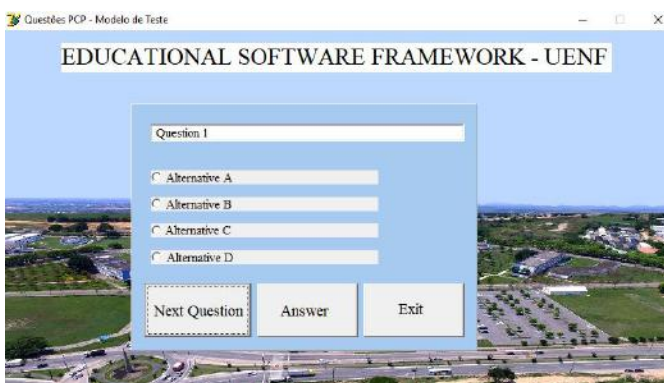 Questões PCP - Modelo de Teste
EDUCATIONAL SOFTWARE FRAMEWORK - UENF
Question 1
Alternative A
Alternative B
Alternative C
Alternative D
Next Question Answer Exit